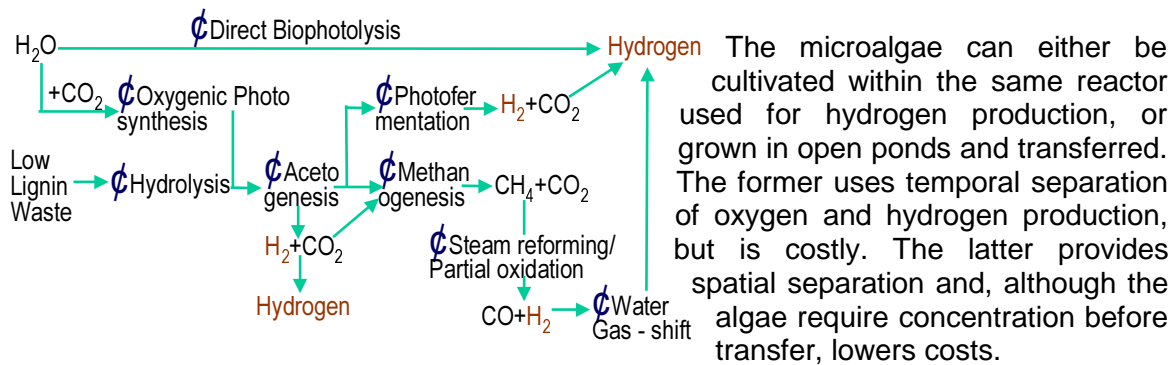 ₵Direct Biophotolysis
H₂O
Hydrogen
+CO₂
₵Oxygenic Photo
synthesis
₵Photofer
mentation
H₂+CO₂
Low
Lignin
Waste
₵Hydrolysis
₵Aceto
genesis
₵Methan
ogenesis
CH₄+CO₂
H₂+CO₂
₵Steam reforming/
Partial oxidation
Hydrogen
CO+H₂
₵Water
Gas - shift
The microalgae can either be
cultivated within the same reactor
used for hydrogen production, or
grown in open ponds and transferred.
The former uses temporal separation
of oxygen and hydrogen production,
but is costly. The latter provides
spatial separation and, although the
algae require concentration before
transfer, lowers costs.